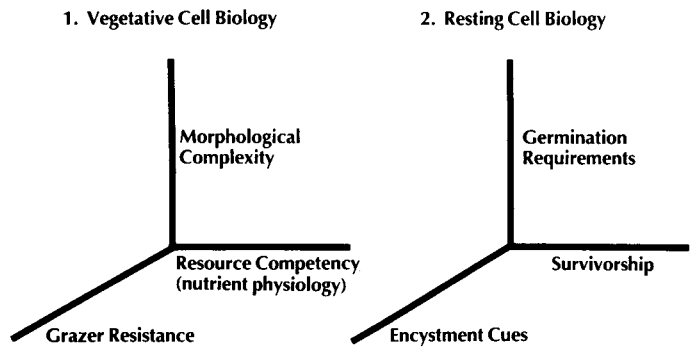 1. Vegetative Cell Biology
Morphological
Complexity
Resource Competency
(nutrient physiology)
Grazer Resistance
2. Resting Cell Biology
Germination
Requirements
Survivorship
Encystment Cues